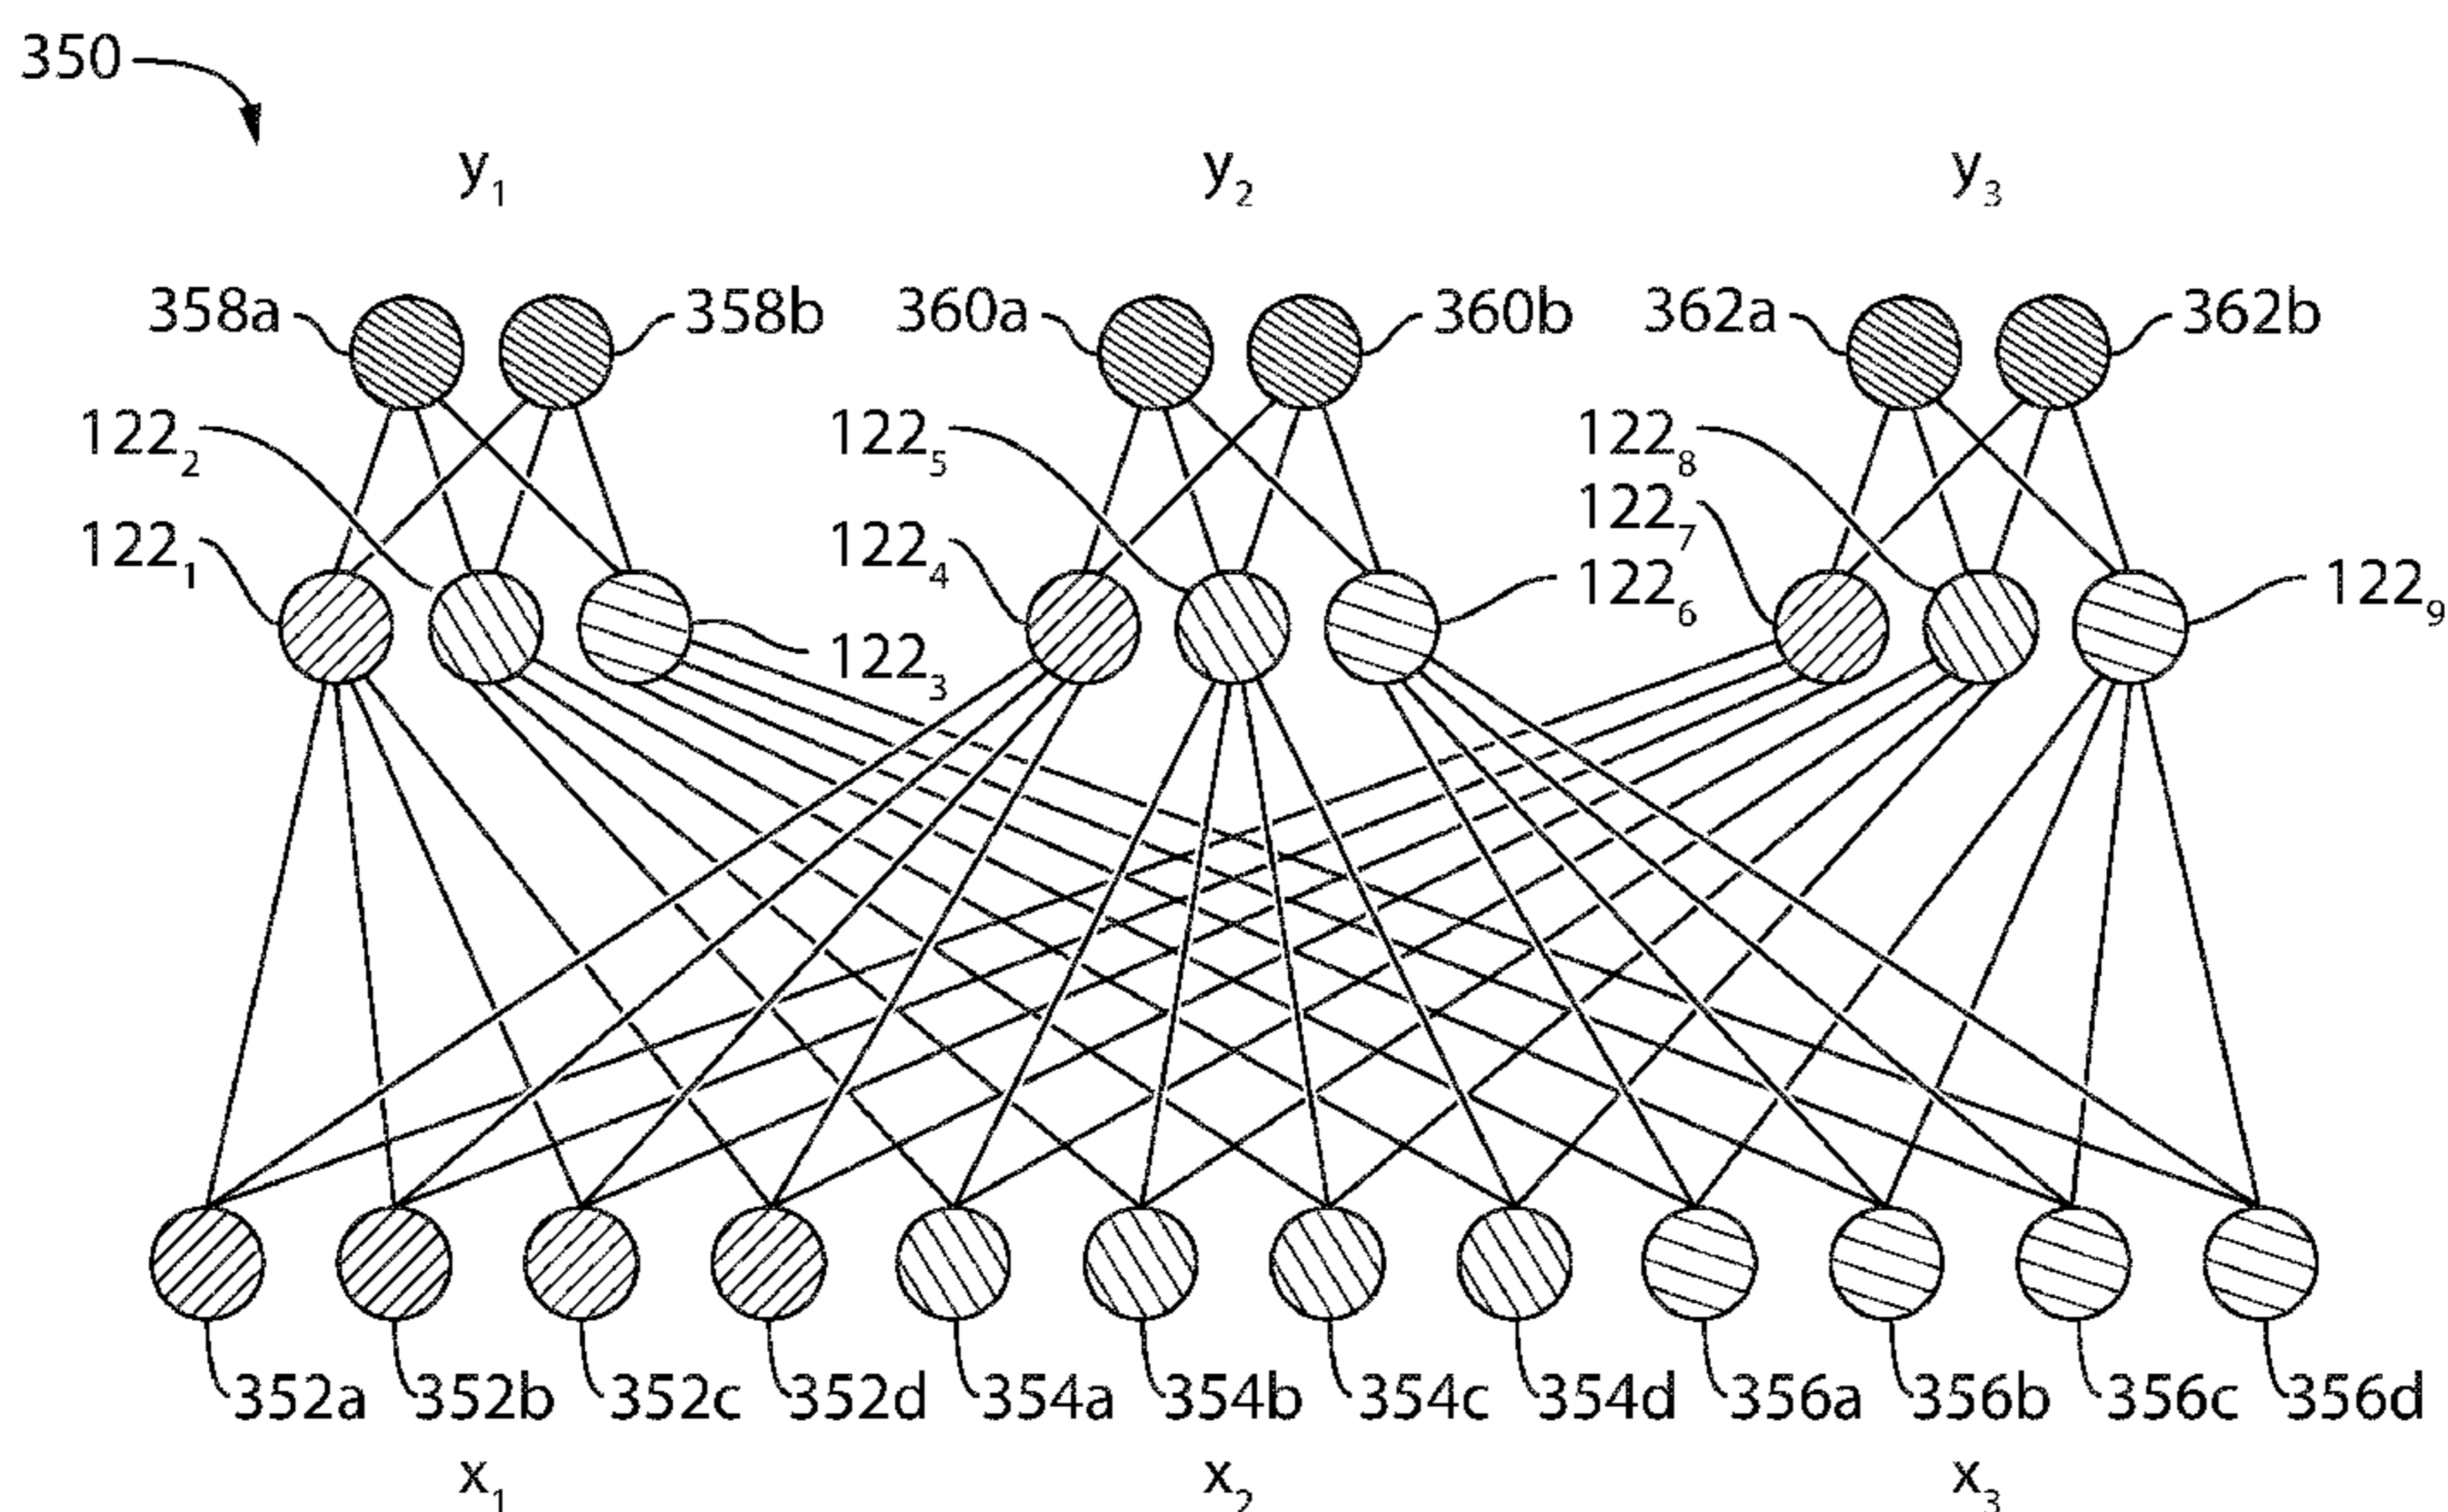 350
y₁ y₂ y₃
358a 358b 360a 360b 362a 362b
122₂ 122₅ 122₈
122₇
122₁ 122₄ 122₆ 122₉
122₃
352a 352b 352c 352d 354a 354b 354c 354d 356a 356b 356c 356d
x₁ x₂ x₃